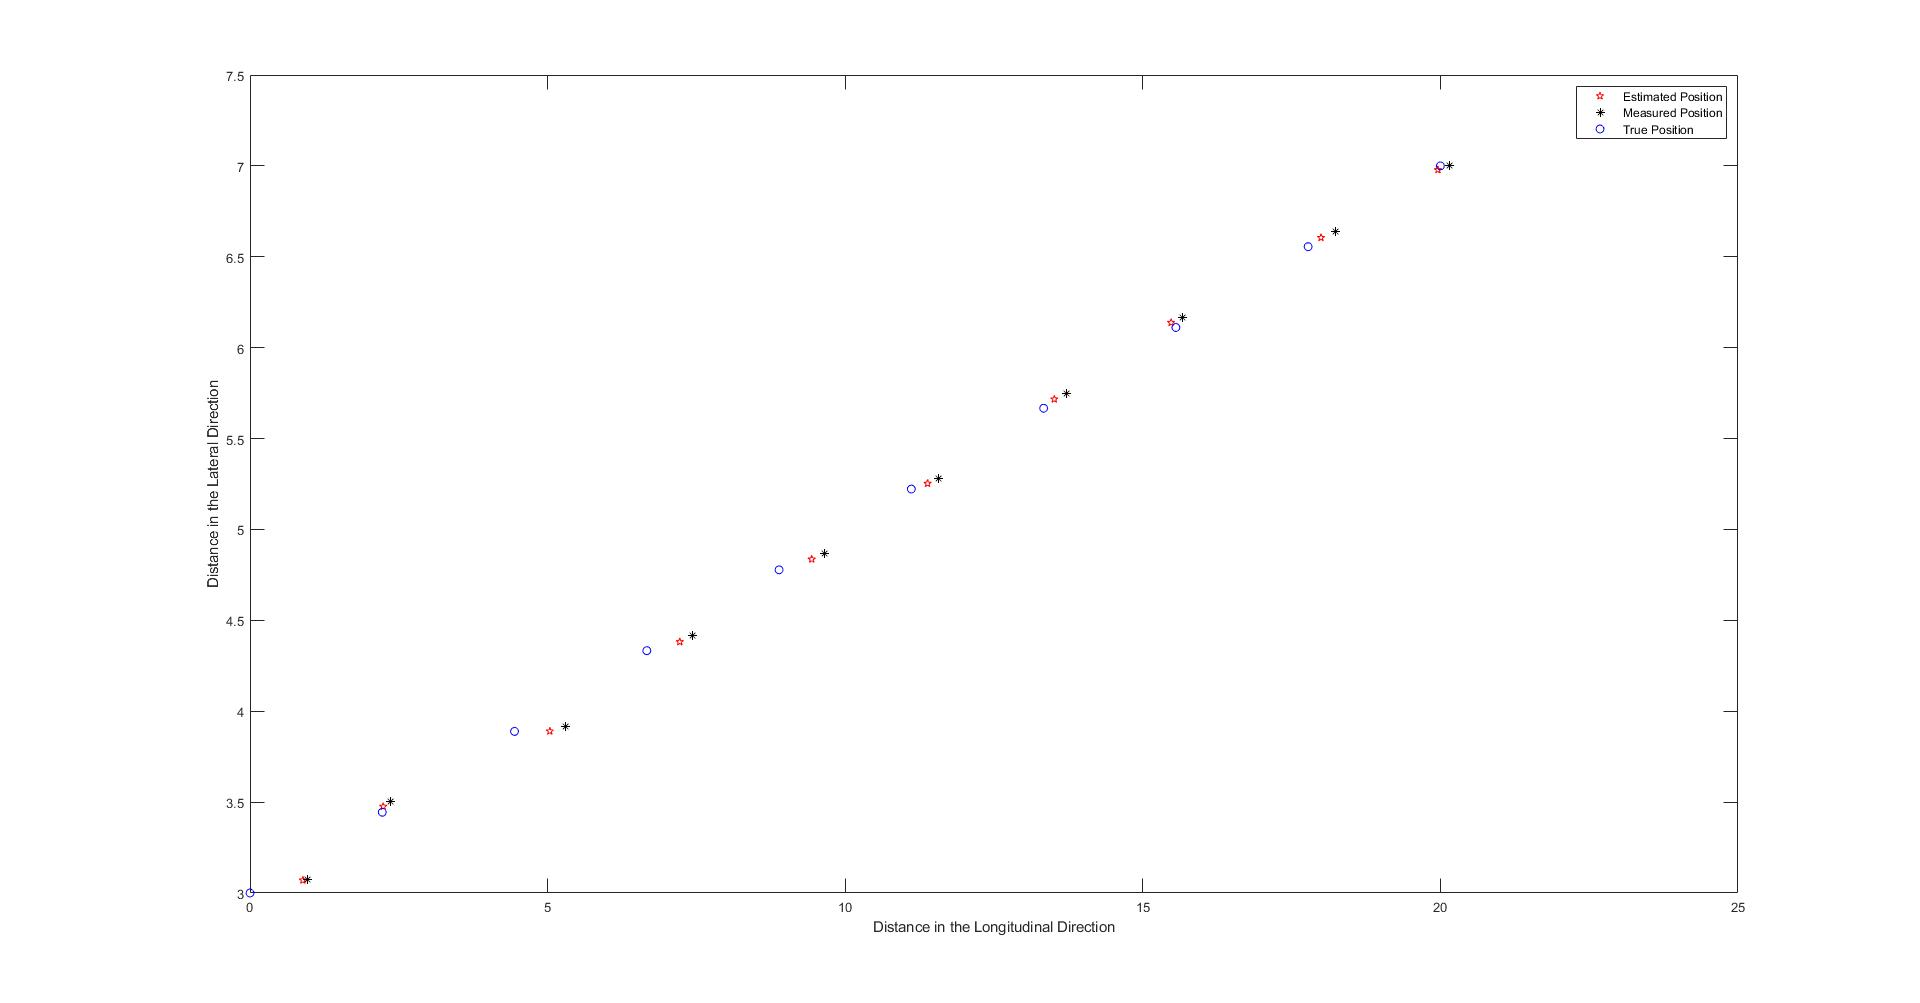 7.5
7
6.5
6
5.5
5
4.5
4
3.5
3
Distance in the Lateral Direction
Estimated Position
Measured Position
True Position
0 5 10 15 20 25
Distance in the Longitudinal Direction